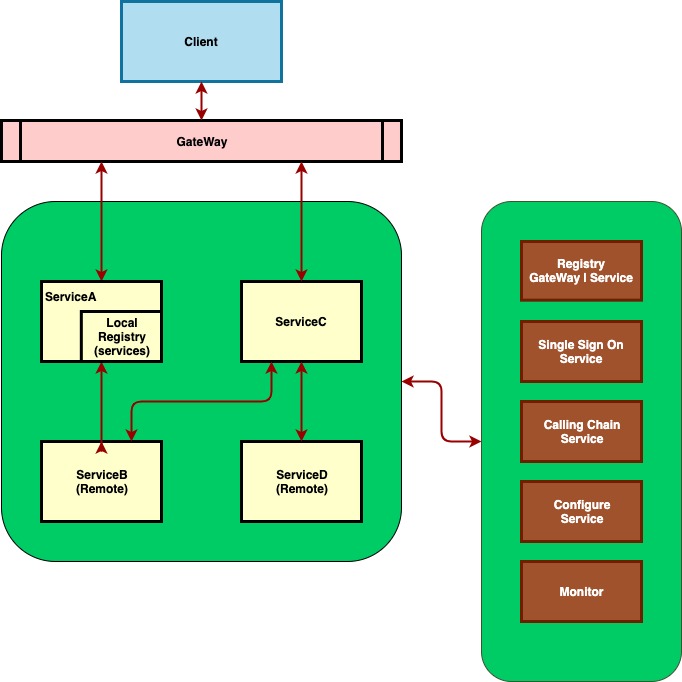 Client
GateWay
ServiceA
Local
Registry
(services)
ServiceC
ServiceB
(Remote)
ServiceD
(Remote)
Registry
GateWay | Service
Single Sign On
Service
Calling Chain
Service
Configure
Service
Monitor